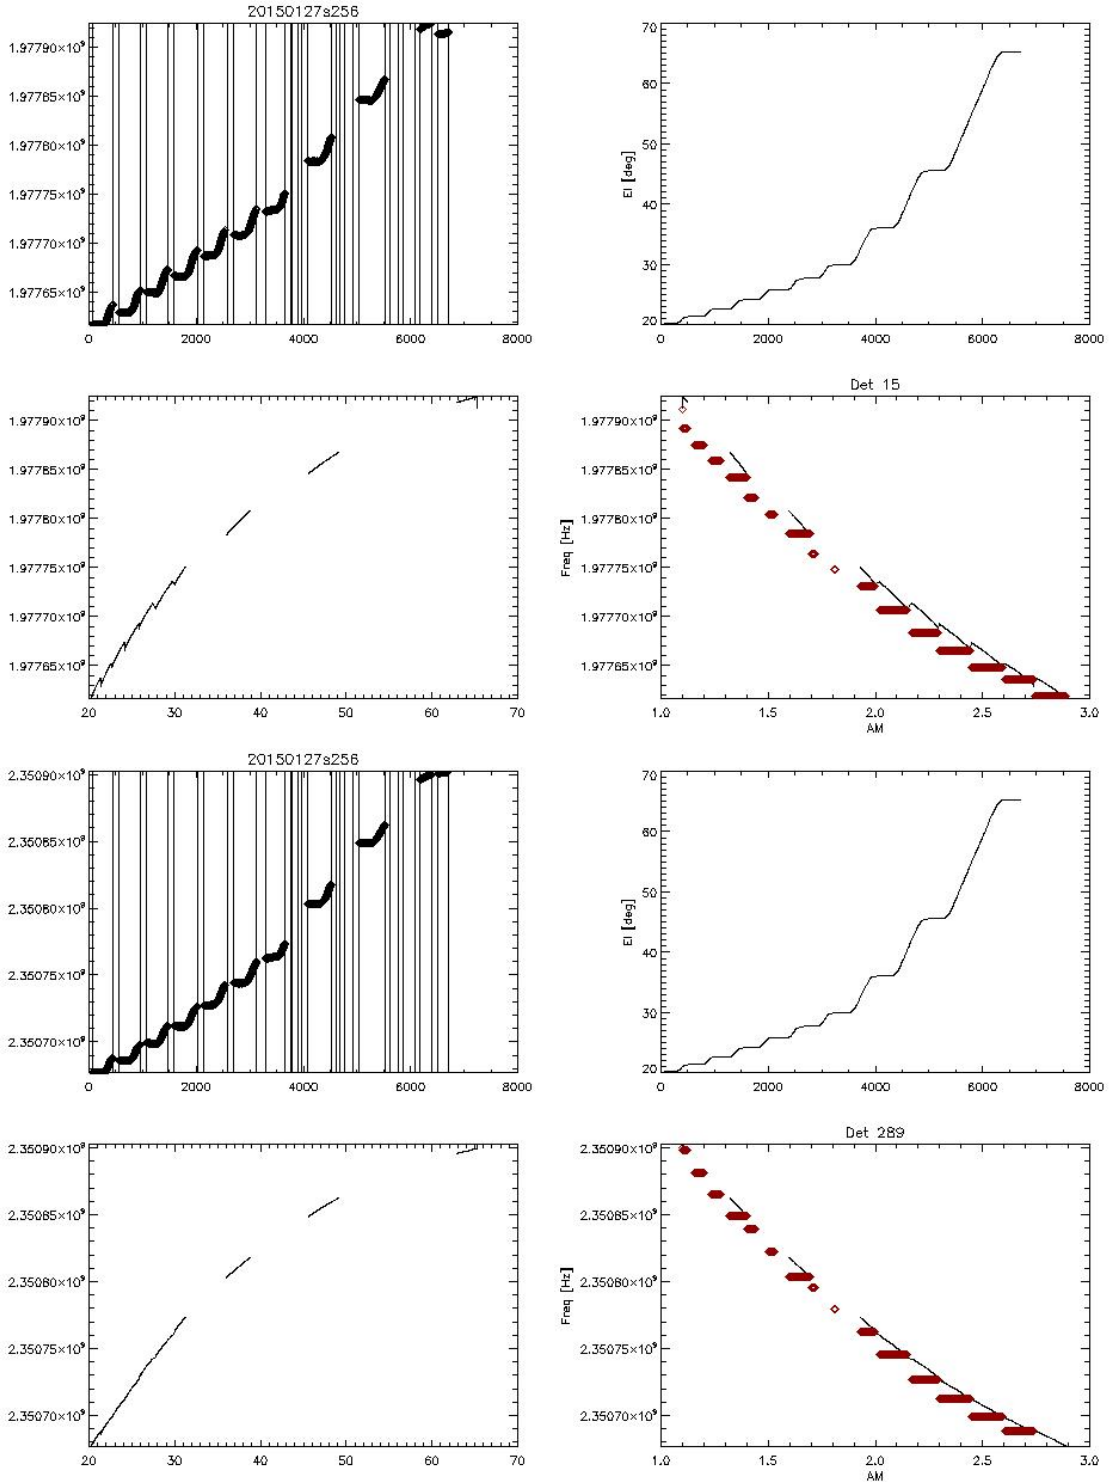 20150127s256
1.97790×10⁹
1.97785×10⁹
1.97780×10⁹
1.97775×10⁹
1.97770×10⁹
1.97765×10⁹
0 2000 4000 6000 8000
70
60
50
40
30
20
El [deg]
0 2000 4000 6000 8000
1.97790×10⁹
1.97785×10⁹
1.97780×10⁹
1.97775×10⁹
1.97770×10⁹
1.97765×10⁹
20 30 40 50 60 70
Det 15
1.97790×10⁹
1.97785×10⁹
1.97780×10⁹
1.97775×10⁹
1.97770×10⁹
1.97765×10⁹
Freq [Hz]
1.0 1.5 2.0 2.5 3.0
AM
20150127s256
2.35090×10⁹
2.35085×10⁹
2.35080×10⁹
2.35075×10⁹
2.35070×10⁹
0 2000 4000 6000 8000
70
60
50
40
30
20
El [deg]
0 2000 4000 6000 8000
2.35090×10⁹
2.35085×10⁹
2.35080×10⁹
2.35075×10⁹
2.35070×10⁹
20 30 40 50 60 70
Det 289
2.35090×10⁹
2.35085×10⁹
2.35080×10⁹
2.35075×10⁹
2.35070×10⁹
Freq [Hz]
1.0 1.5 2.0 2.5 3.0
AM